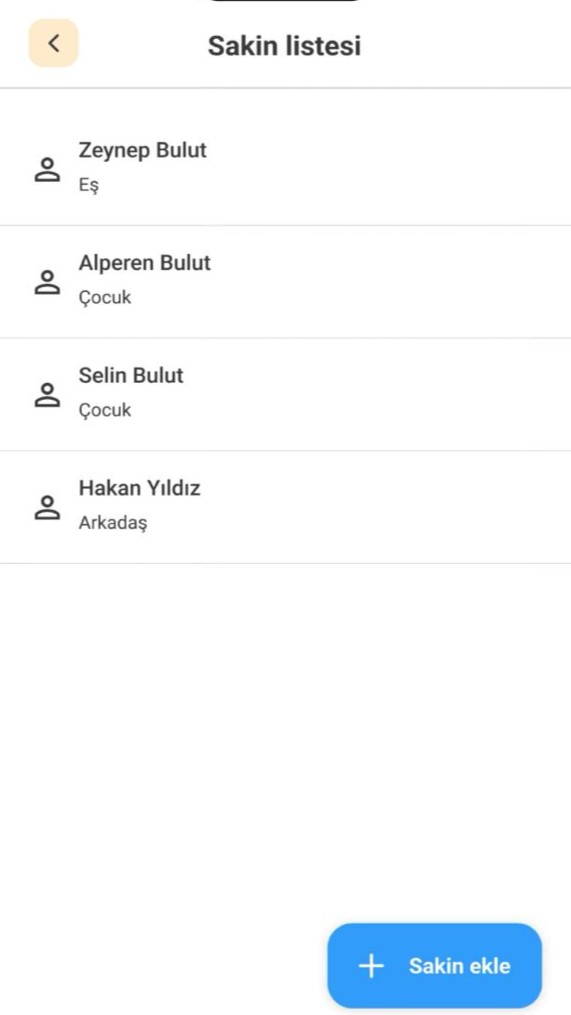 Sakin listesi
Zeynep Bulut
Eş
Alperen Bulut
Çocuk
Selin Bulut
Çocuk
Hakan Yıldız
Arkadaş
Sakin ekle